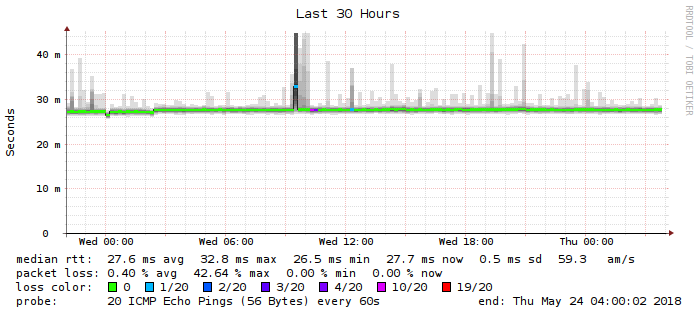 Last 30 Hours
RRDTOOL / TOBI OETIKER
Seconds
40 m
30 m
20 m
10 m
0
Wed 00:00 Wed 06:00 Wed 12:00 Wed 18:00 Thu 00:00
median rtt: 27.6 ms avg 32.8 ms max 26.5 ms min 27.7 ms now 0.5 ms sd 59.3 am/s
packet loss: 0.40 % avg 42.64 % max 0.00 % min 0.00 % now
loss color: 0 1/20 2/20 3/20 4/20 10/20 19/20
probe: 20 ICMP Echo Pings (56 Bytes) every 60s end: Thu May 24 04:00:02 2018